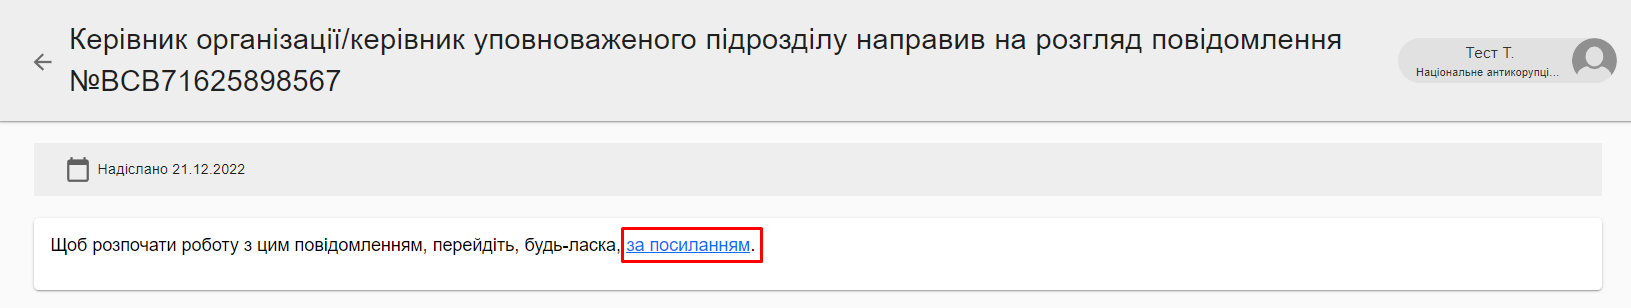 Керівник організації/керівник уповноваженого підрозділу направив на розгляд повідомлення
№BCB71625898567
Тест Т.
Національне антикорупці...
Надіслано 21.12.2022
Щоб розпочати роботу з цим повідомленням, перейдіть, будь-ласка, за посиланням.